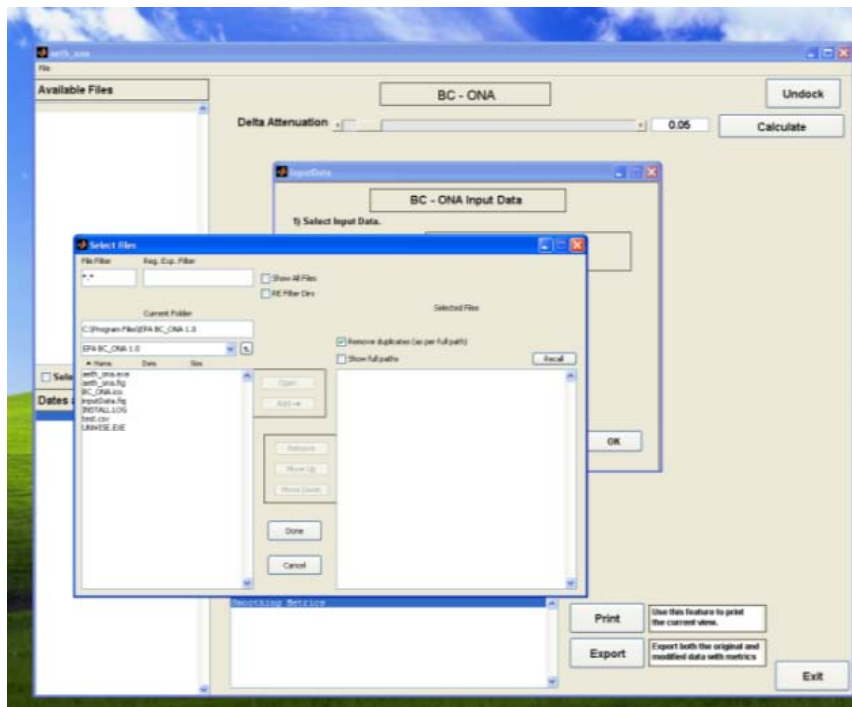 aeth_ona
File
Available Files
BC - ONA
Undock
Delta Attenuation
0.05
Calculate
InputData
BC - ONA Input Data
1) Select Input Data.
Select files
File Filter
Reg. Exp. Filter
*.*
Show All Files
RE Filter Dirs
Current Folder
Selected Files
C:\Program Files\EPA BC_ONA 1.0
Remove duplicates (as per full path)
EPA BC_ONA 1.0
Show full paths
Recall
Name
Date
Size
aeth_ona.exe
aeth_ona.fig
BC_ONA.ico
inputData.fig
INSTALL.LOG
test.csv
UNWISE.EXE
Open
Add
Remove
Move Up
Move Down
Done
Cancel
Sele
Dates
OK
Smoothing Metrics
Print
Use this feature to print
the current view.
Export
Export both the original and
modified data with metrics
Exit